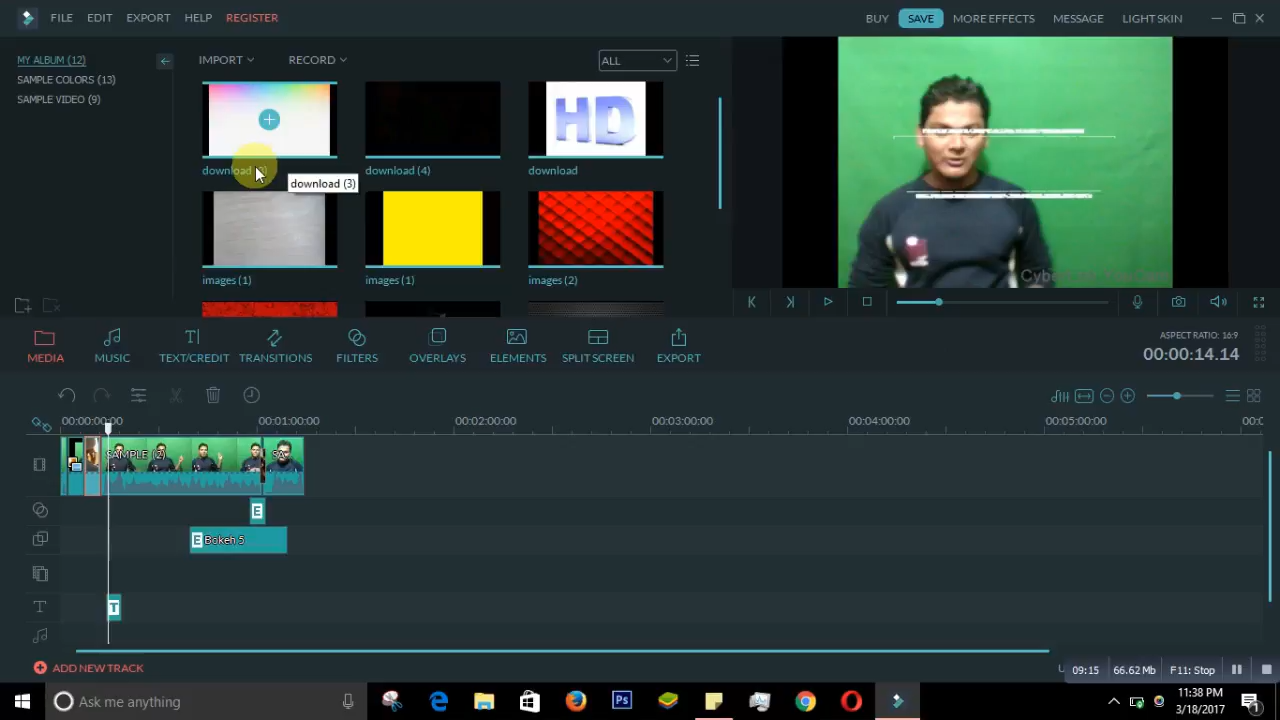 FILE EDIT EXPORT HELP REGISTER BUY SAVE MORE EFFECTS MESSAGE LIGHT SKIN
MY ALBUM (12) IMPORT RECORD ALL
SAMPLE COLORS (13)
SAMPLE VIDEO (9)
HD
download download (4) download
download (3)
images (1) images (1) images (2)
MEDIA MUSIC TEXT/CREDIT TRANSITIONS FILTERS OVERLAYS ELEMENTS SPLIT SCREEN EXPORT
ASPECT RATIO: 16:9
00:00:14.14
00:00:00:00 00:01:00:00 00:02:00:00 00:03:00:00 00:04:00:00 00:05:00:00
SAMPLE (2)
E
E Bokeh 5
T
T
ADD NEW TRACK
09:15 66.62 Mb F11: Stop
Ask me anything Ps 11:38 PM
3/18/2017 1